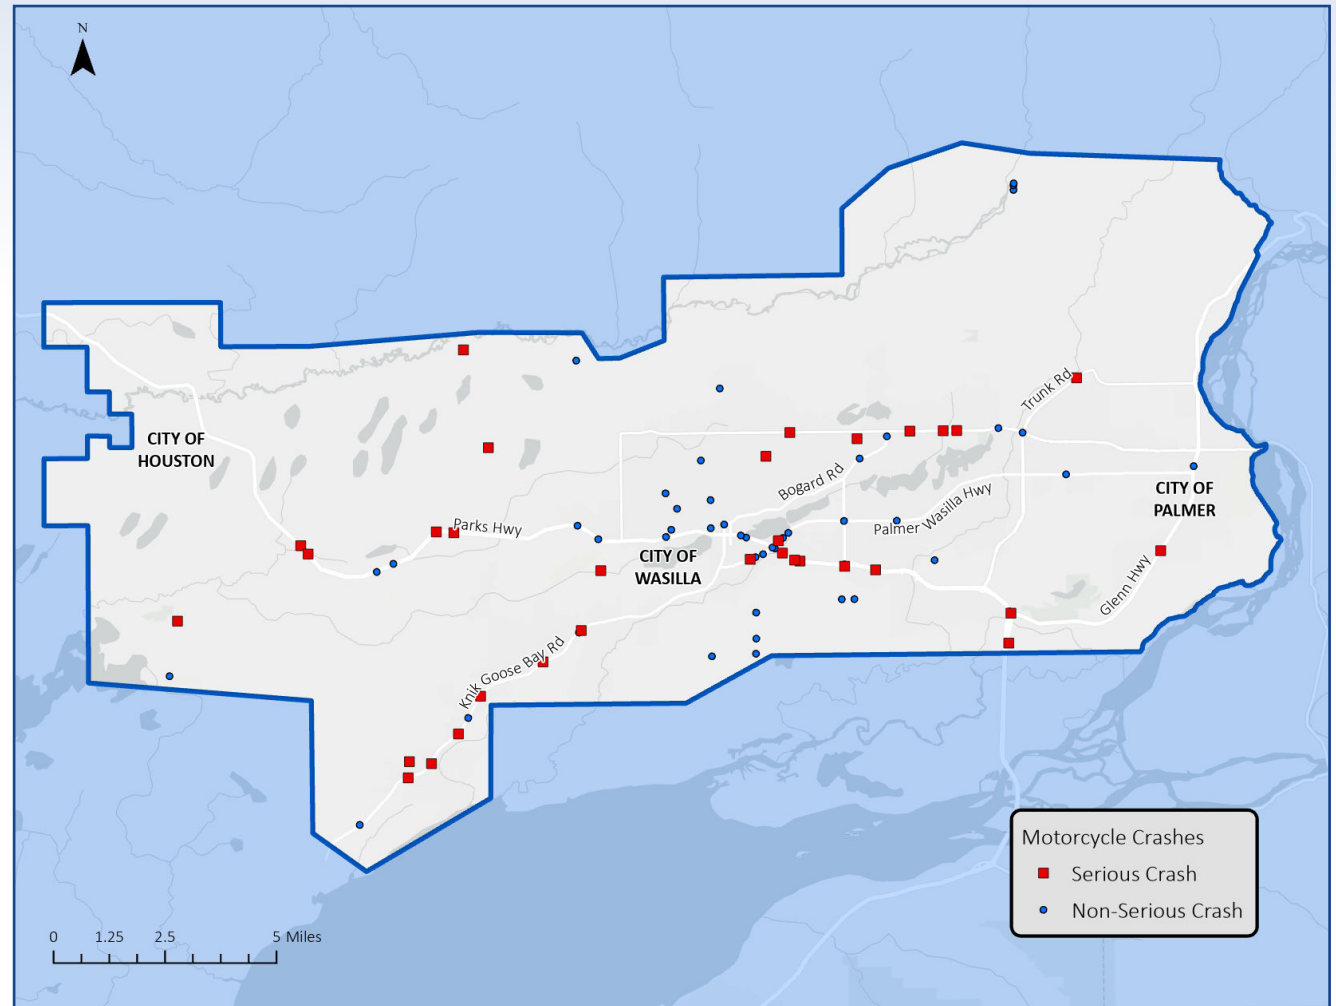 N
Trunk Rd
CITY OF
HOUSTON
Bogard Rd
CITY OF
PALMER
Parks Hwy
Palmer Wasilla Hwy
CITY OF
WASILLA
Glenn Hwy
Knik Goose Bay Rd
Motorcycle Crashes
Serious Crash
Non-Serious Crash
0 1.25 2.5 5 Miles